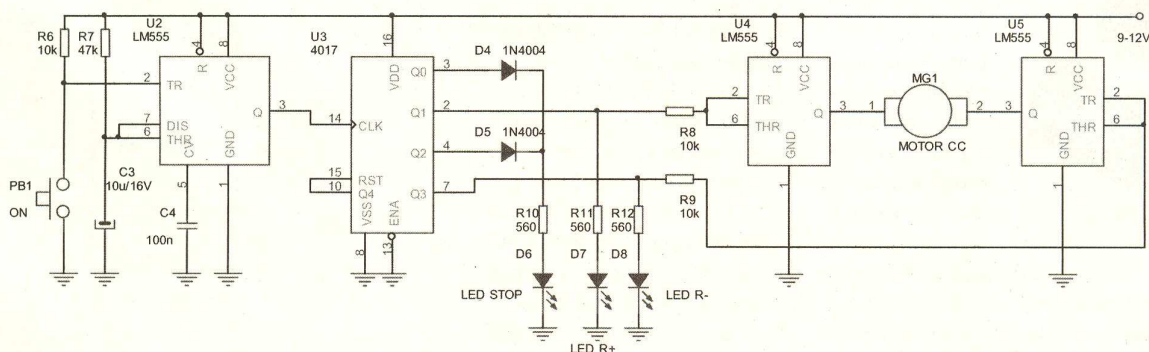 R6
10k
R7
47k
U2
LM555
4
8
R
VCC
2
TR
7
DIS
6
THR
CV
GND
Q
3
5
1
C3
10u/16V
C4
100n
PB1
ON
U3
4017
16
VDD
14
CLK
15
RST
10
Q4
VSS
ENA
8
13
Q0
3
Q1
2
Q2
4
Q3
7
D4
1N4004
D5
1N4004
R8
10k
R9
10k
R10
560
R11
560
R12
560
D6
D7
D8
LED STOP
LED R+
LED R-
U4
LM555
4
8
R
VCC
2
TR
6
THR
Q
3
GND
1
MG1
1
2
MOTOR CC
U5
LM555
4
8
R
VCC
3
Q
TR
2
THR
6
GND
1
9-12V